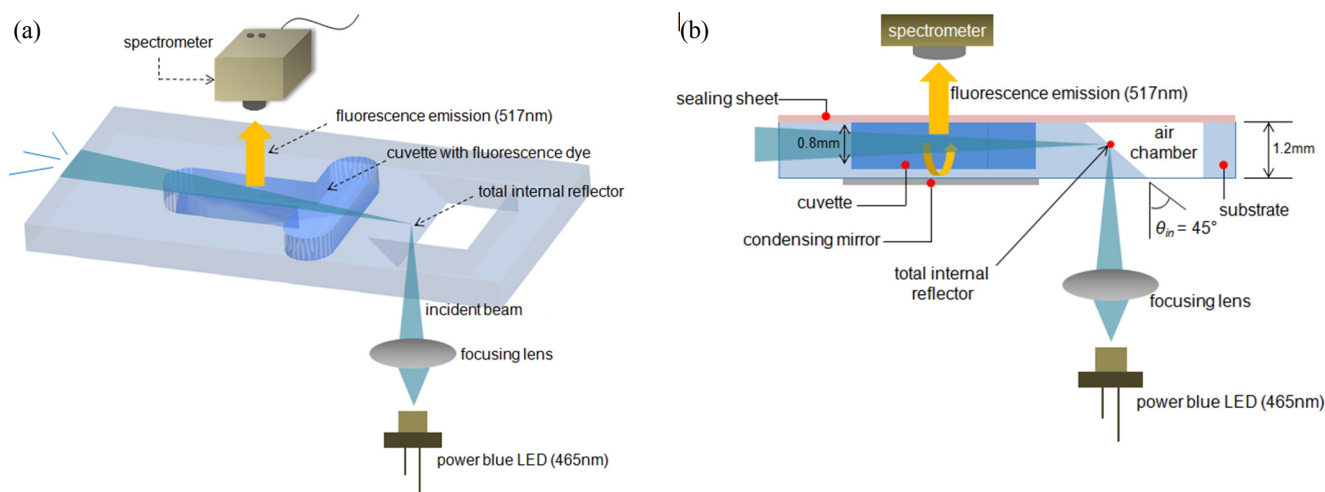 (a)
spectrometer
fluorescence emission (517nm)
cuvette with fluorescence dye
total internal reflector
incident beam
focusing lens
power blue LED (465nm)
(b)
spectrometer
fluorescence emission (517nm)
sealing sheet
0.8mm
air
chamber
1.2mm
cuvette
substrate
condensing mirror
θin = 45°
total internal
reflector
focusing lens
power blue LED (465nm)